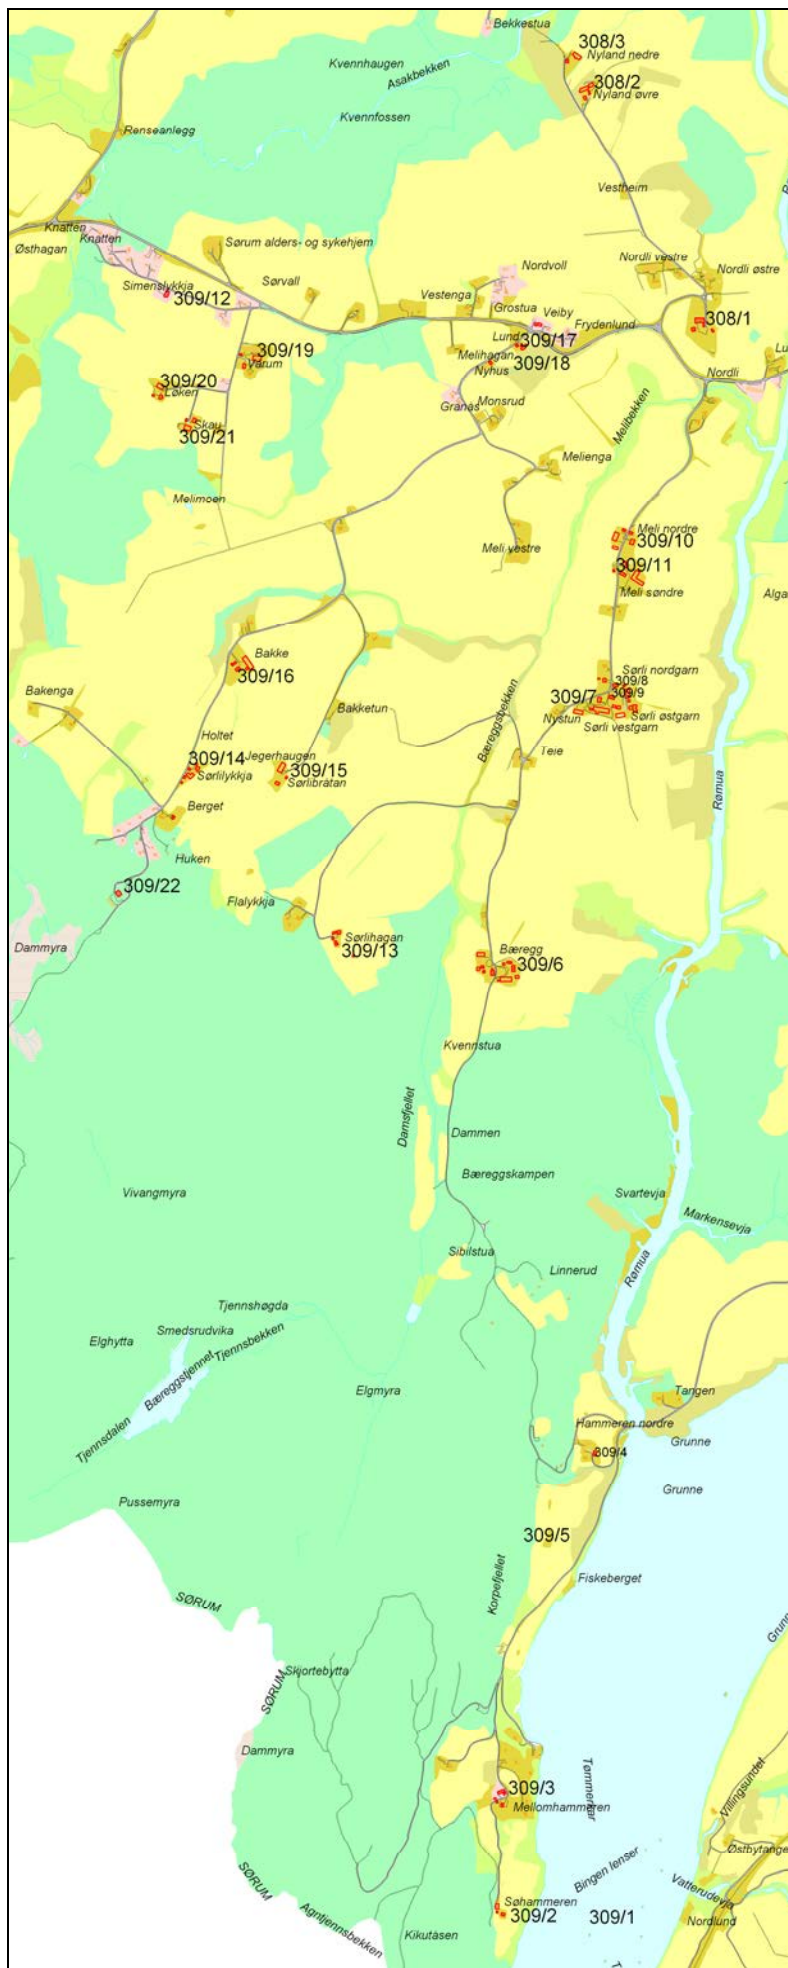 Bekkestua
308/3
Nyland nedre
Kvennhaugen
Asakbekken
308/2
Nyland øvre
Kvennfossen
Renseanlegg
Vestheim
Knatten
Østhagan
Knatten
Sørum alders- og sykehjem
Nordli vestre
Nordli østre
Nordvoll
Simenslykkja
309/12
Sørvall
Vestenga
Grostua
Veiby
Frydenlund
308/1
Lund
309/17
309/19
Varum
Melihagan
309/18
Nyhus
Nordli
309/20
Løken
Granås
Monsrud
Melibekken
309/21
Skau
Melienga
Melimoen
Meli nordre
309/10
Meli vestre
309/11
Meli søndre
Bakke
309/16
Sørli nordgarn
309/8
309/9
309/7
Bakenga
Bakketun
Nystun
Sørli østgarn
Sørli vestgarn
Bæreggsbekken
Holtet
Teie
309/14
Jegerhaugen
309/15
Sørlilykkja
Sørlibråtan
Rømua
Berget
Huken
309/22
Flalykkja
Sørlihagan
309/13
Dammyra
Bæregg
309/6
Kvennstua
Damsfjellet
Dammen
Bæreggskampen
Vivangmyra
Svartevja
Markensevja
Sibilstua
Linnerud
Rømua
Tjennshøgda
Smedsrudvika
Elghytta
Tjennsbekken
Bæreggstjennet
Elgmyra
Tangen
Tjennsdalen
Hammeren nordre
Grunne
309/4
Grunne
Pussemyra
309/5
Korpefjellet
Fiskeberget
SØRUM
Skjortebytta
SØRUM
Dammyra
Tømmerkar
309/3
Mellomhammeren
Villingsundet
Bingen lenser
Vatterudevja
SØRUM
Agntjennsbekken
Søhammeren
309/2
309/1
Nordlund
Kikutåsen